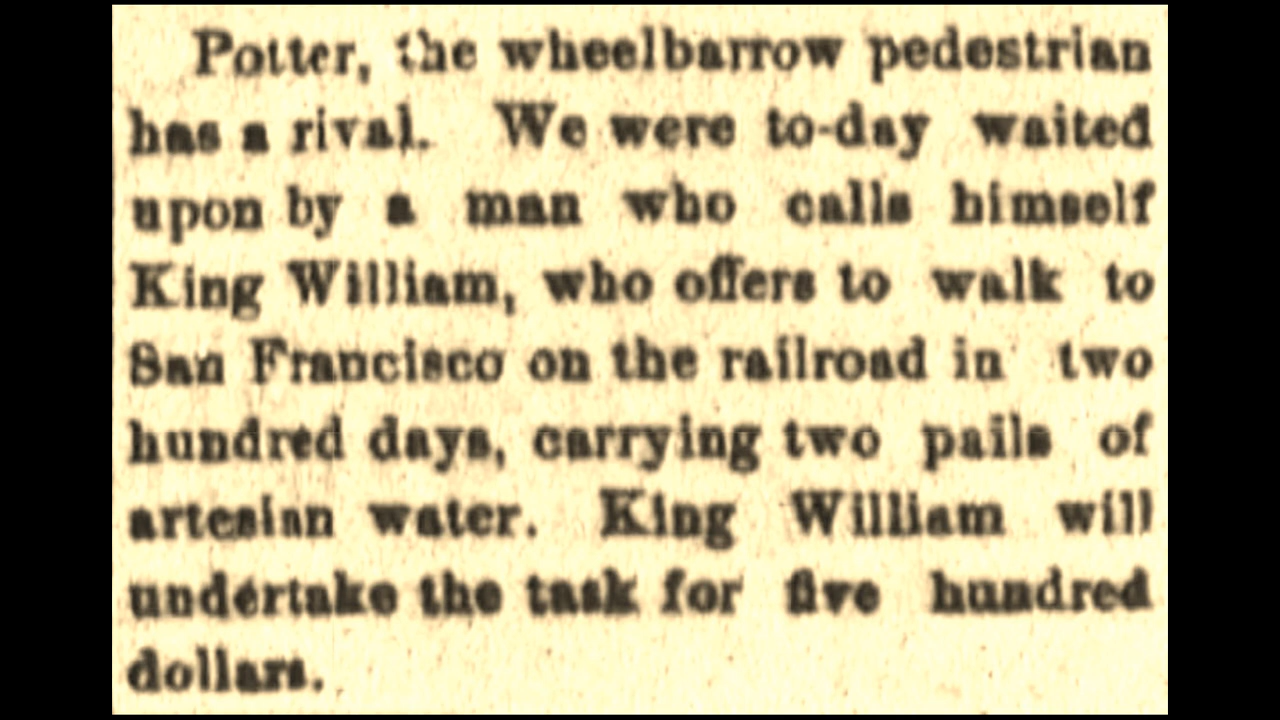 Potter, the wheelbarrow pedestrian
has a rival. We were to-day waited
upon by a man who calls himself
King William, who offers to walk to
San Francisco on the railroad in two
hundred days, carrying two pails of
artesian water. King William will
undertake the task for five hundred
dollars.